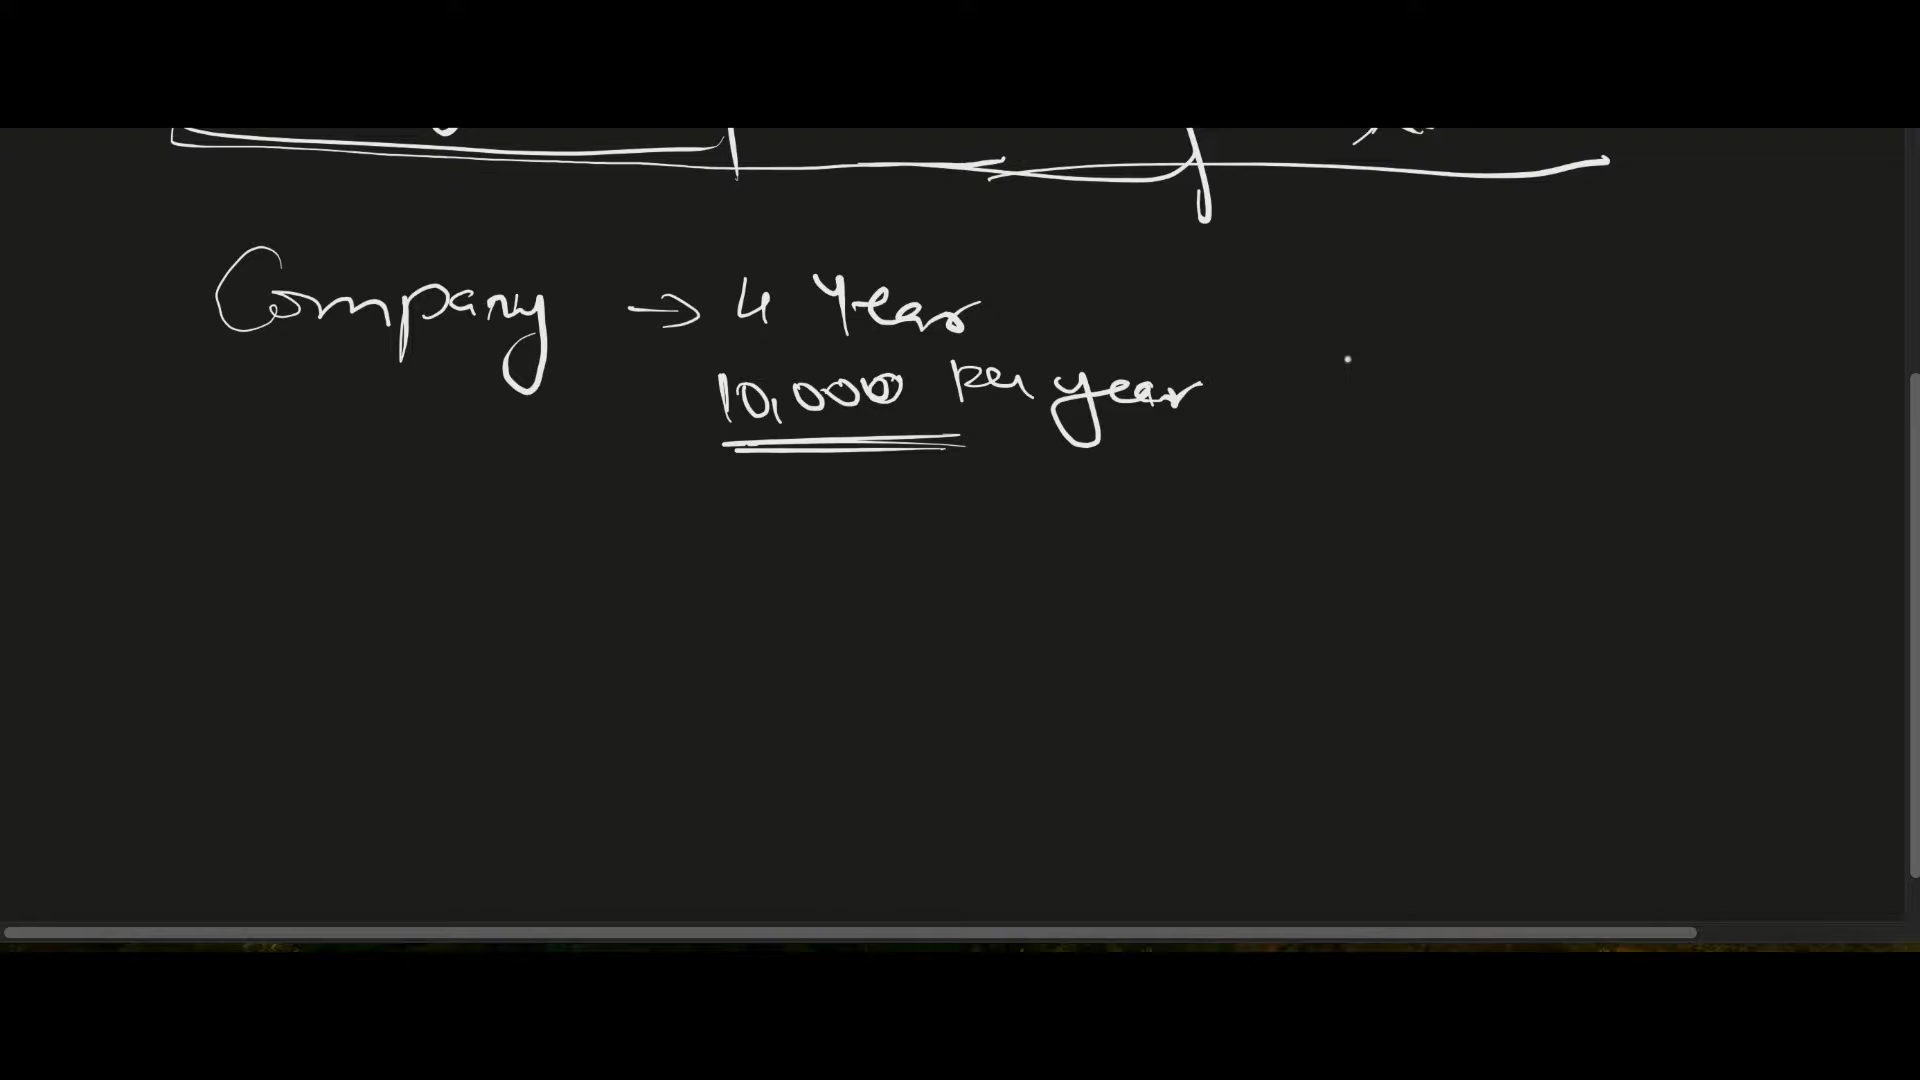 Company → 4 Year
10,000 per year